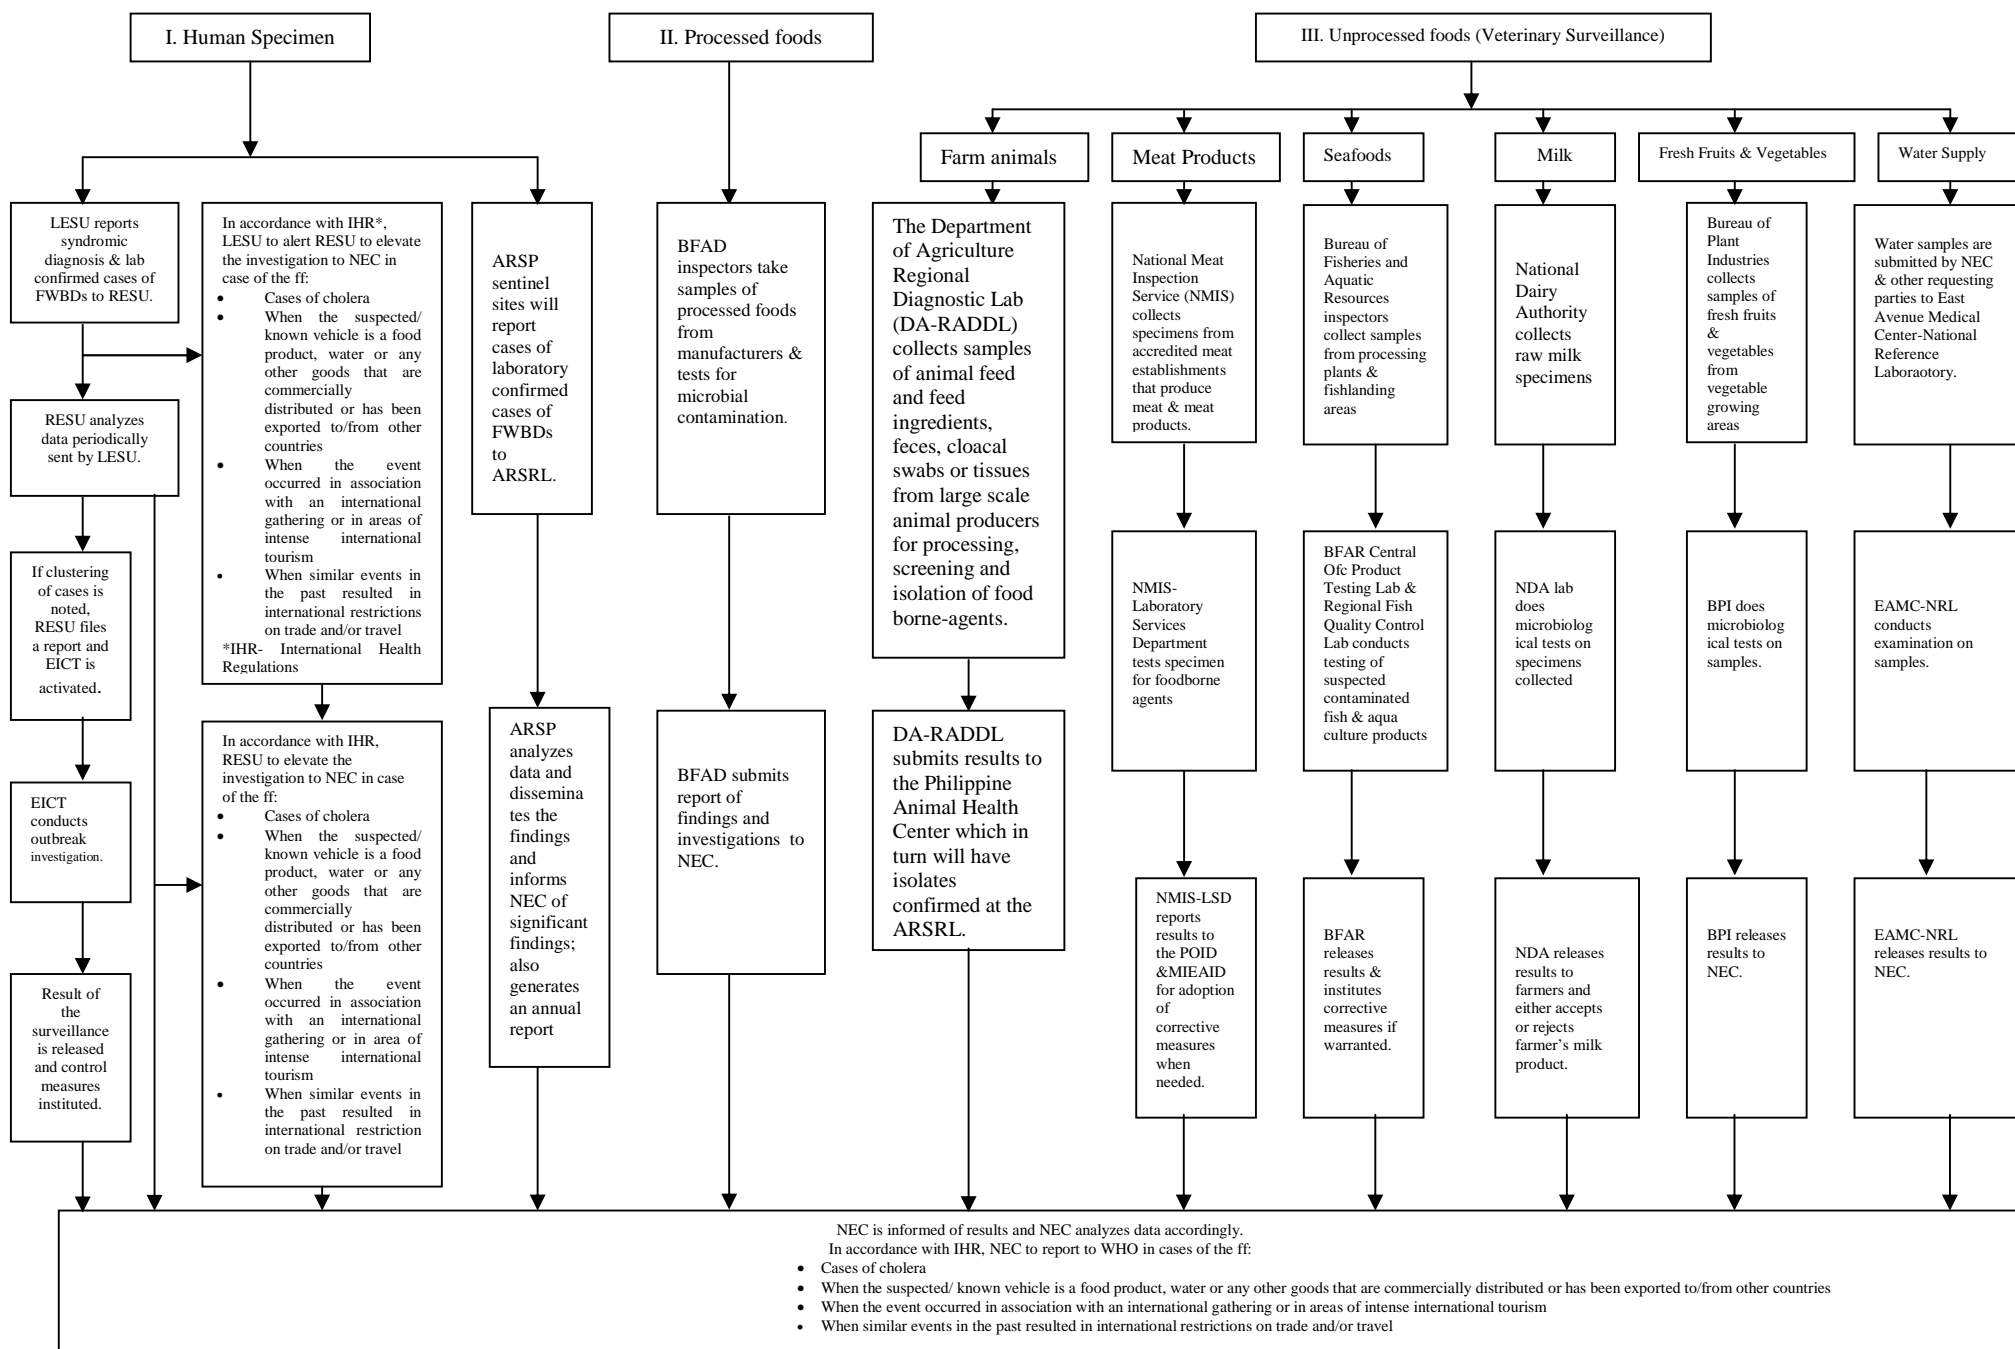 I. Human Specimen
II. Processed foods
III. Unprocessed foods (Veterinary Surveillance)
Farm animals
Meat Products
Seafoods
Milk
Fresh Fruits & Vegetables
Water Supply
LESU reports
syndromic
diagnosis & lab
confirmed cases of
FWBDs to RESU.
RESU analyzes
data periodically
sent by LESU.
If clustering
of cases is
noted,
RESU files
a report and
EICT is
activated.
EICT
conducts
outbreak
investigation.
Result of
the
surveillance
is released
and control
measures
instituted.
In accordance with IHR*,
LESU to alert RESU to elevate
the investigation to NEC in
case of the ff:
• Cases of cholera
• When the suspected/
known vehicle is a food
product, water or any
other goods that are
commercially
distributed or has been
exported to/from other
countries
• When the event
occurred in association
with an international
gathering or in areas of
intense international
tourism
• When similar events in
the past resulted in
international restrictions
on trade and/or travel
*IHR- International Health
Regulations
In accordance with IHR,
RESU to elevate the
investigation to NEC in case
of the ff:
• Cases of cholera
• When the suspected/
known vehicle is a food
product, water or any
other goods that are
commercially
distributed or has been
exported to/from other
countries
• When the event
occurred in association
with an international
gathering or in area of
intense international
tourism
• When similar events in
the past resulted in
international restriction
on trade and/or travel
ARSP
sentinel
sites will
report
cases of
laboratory
confirmed
cases of
FWBDs
to
ARSRL.
ARSP
analyzes
data and
dissemina
tes the
findings
and
informs
NEC of
significant
findings;
also
generates
an annual
report
BFAD
inspectors take
samples of
processed foods
from
manufacturers &
tests for
microbial
contamination.
BFAD submits
report of
findings and
investigations to
NEC.
The Department
of Agriculture
Regional
Diagnostic Lab
(DA-RADDL)
collects samples
of animal feed
and feed
ingredients,
feces, cloacal
swabs or tissues
from large scale
animal producers
for processing,
screening and
isolation of food
borne-agents.
DA-RADDL
submits results to
the Philippine
Animal Health
Center which in
turn will have
isolates
confirmed at the
ARSRL.
National Meat
Inspection
Service (NMIS)
collects
specimens from
accredited meat
establishments
that produce
meat & meat
products.
NMIS-
Laboratory
Services
Department
tests specimen
for foodborne
agents
NMIS-LSD
reports
results to
the POID
&MIEAID
for adoption
of
corrective
measures
when
needed.
Bureau of
Fisheries and
Aquatic
Resources
inspectors
collect samples
from processing
plants &
fishlanding
areas
BFAR Central
Ofc Product
Testing Lab &
Regional Fish
Quality Control
Lab conducts
testing of
suspected
contaminated
fish & aqua
culture products
BFAR
releases
results &
institutes
corrective
measures if
warranted.
National
Dairy
Authority
collects
raw milk
specimens
NDA lab
does
microbiolog
ical tests on
specimens
collected
NDA releases
results to
farmers and
either accepts
or rejects
farmer's milk
product.
Bureau of
Plant
Industries
collects
samples of
fresh fruits
&
vegetables
from
vegetable
growing
areas
BPI does
microbiolog
ical tests on
samples.
BPI releases
results to
NEC.
Water samples are
submitted by NEC
& other requesting
parties to East
Avenue Medical
Center-National
Reference
Laboraotory.
EAMC-NRL
conducts
examination on
samples.
EAMC-NRL
releases results to
NEC.
NEC is informed of results and NEC analyzes data accordingly.
In accordance with IHR, NEC to report to WHO in cases of the ff:
• Cases of cholera
• When the suspected/ known vehicle is a food product, water or any other goods that are commercially distributed or has been exported to/from other countries
• When the event occurred in association with an international gathering or in areas of intense international tourism
• When similar events in the past resulted in international restrictions on trade and/or travel